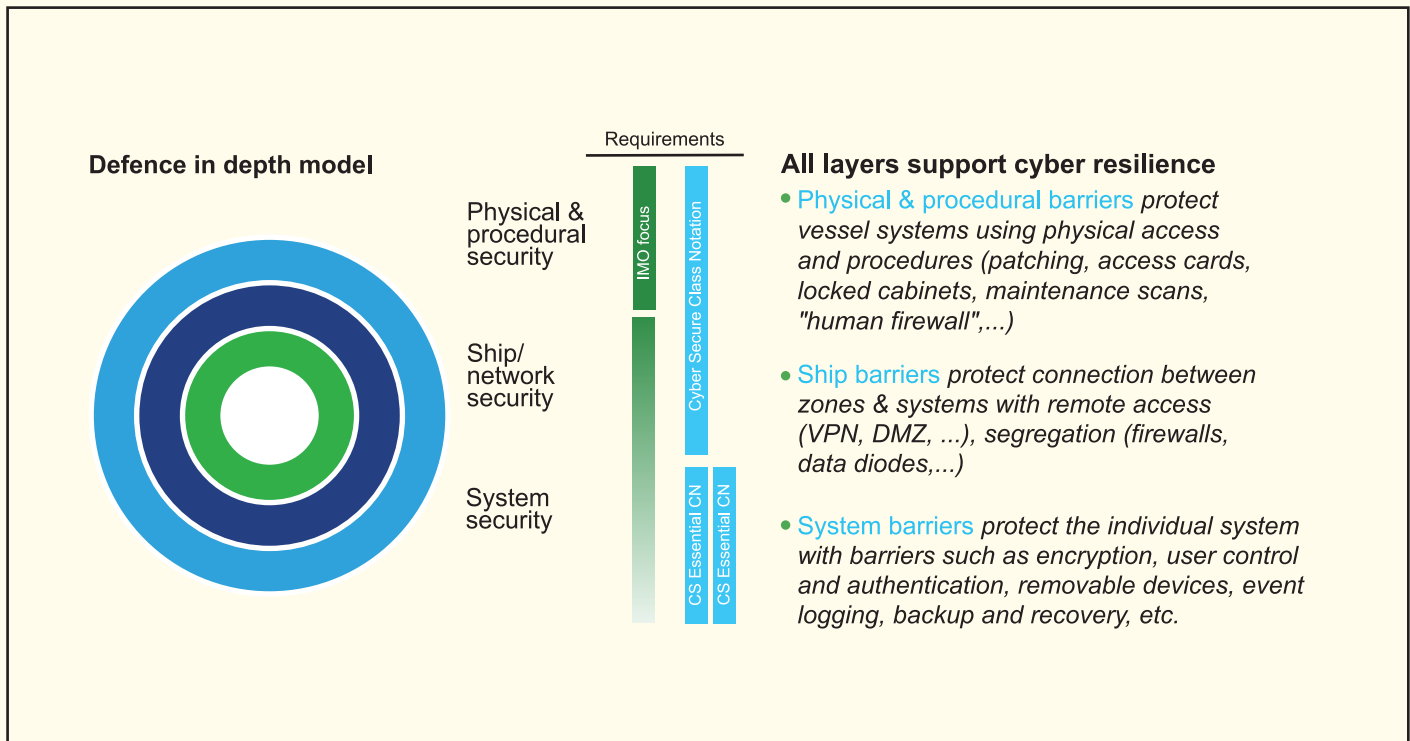 Defence in depth model
Requirements
Physical &
procedural
security
Ship/
network
security
System
security
IMO focus
Cyber Secure Class Notation
CS Essential CN
CS Essential CN
All layers support cyber resilience
• Physical & procedural barriers protect
vessel systems using physical access
and procedures (patching, access cards,
locked cabinets, maintenance scans,
"human firewall",...)
• Ship barriers protect connection between
zones & systems with remote access
(VPN, DMZ, ...), segregation (firewalls,
data diodes,...)
• System barriers protect the individual system
with barriers such as encryption, user control
and authentication, removable devices, event
logging, backup and recovery, etc.